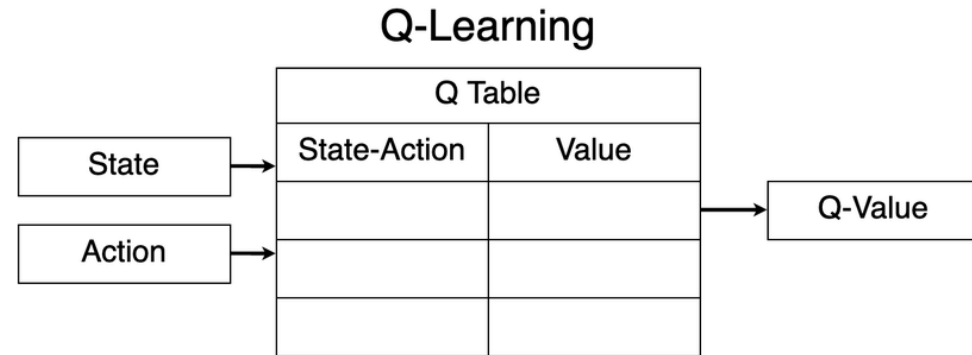 Q-Learning
Q Table
State-Action Value
State
Action
Q-Value